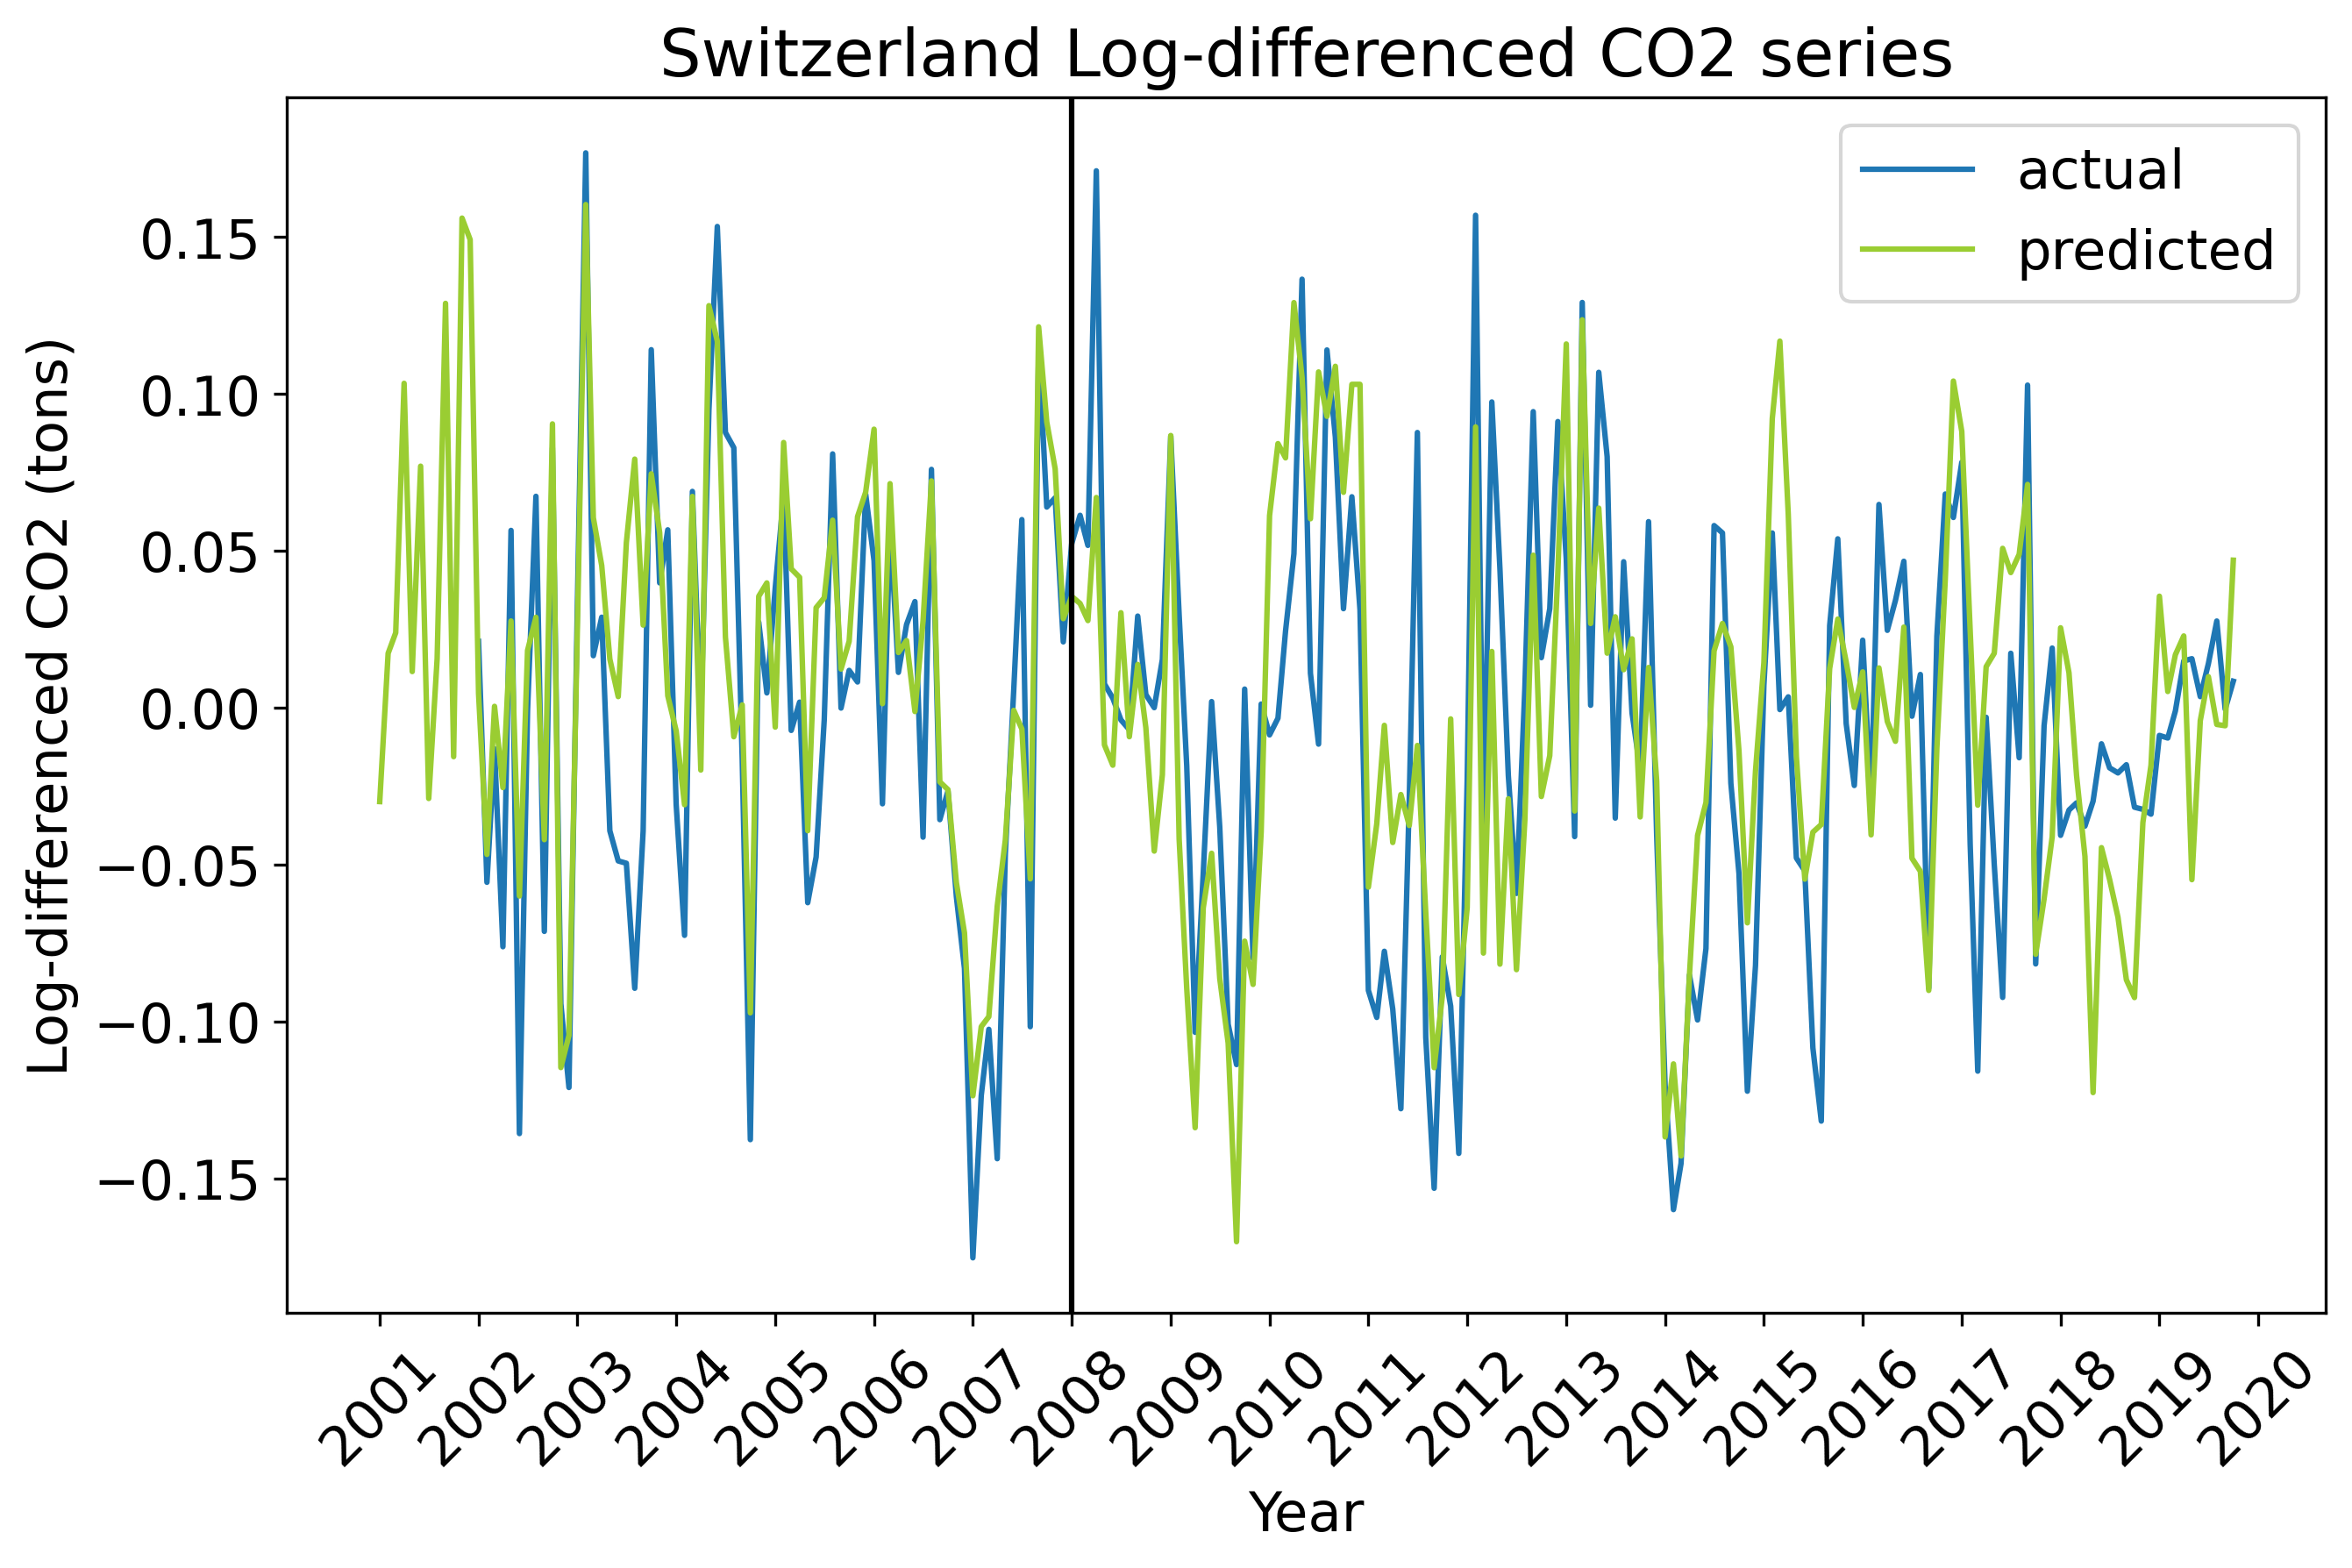 Switzerland Log-differenced CO2 series
actual
predicted
Log-differenced CO2 (tons)
0.15
0.10
0.05
0.00
−0.05
−0.10
−0.15
2001 2002 2003 2004 2005 2006 2007 2008 2009 2010 2011 2012 2013 2014 2015 2016 2017 2018 2019 2020
Year